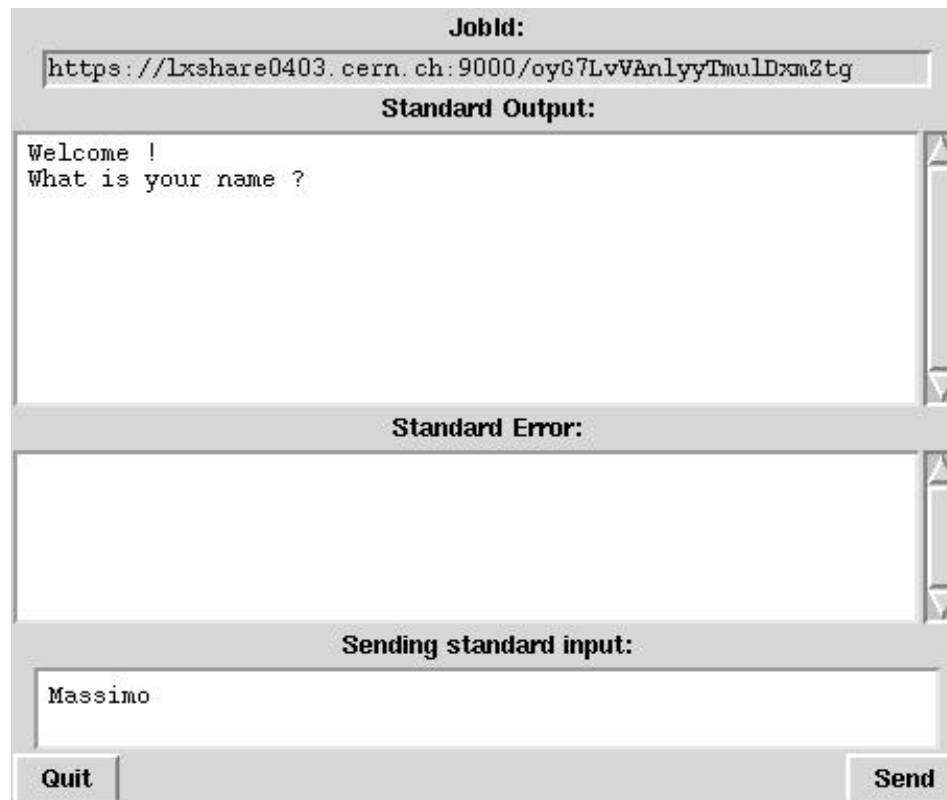 JobId:
https://lxshare0403.cern.ch:9000/oyG7LvVAnlyyTmulDxmZtg
Standard Output:
Welcome !
What is your name ?
Standard Error:
Sending standard input:
Massimo
Quit
Send